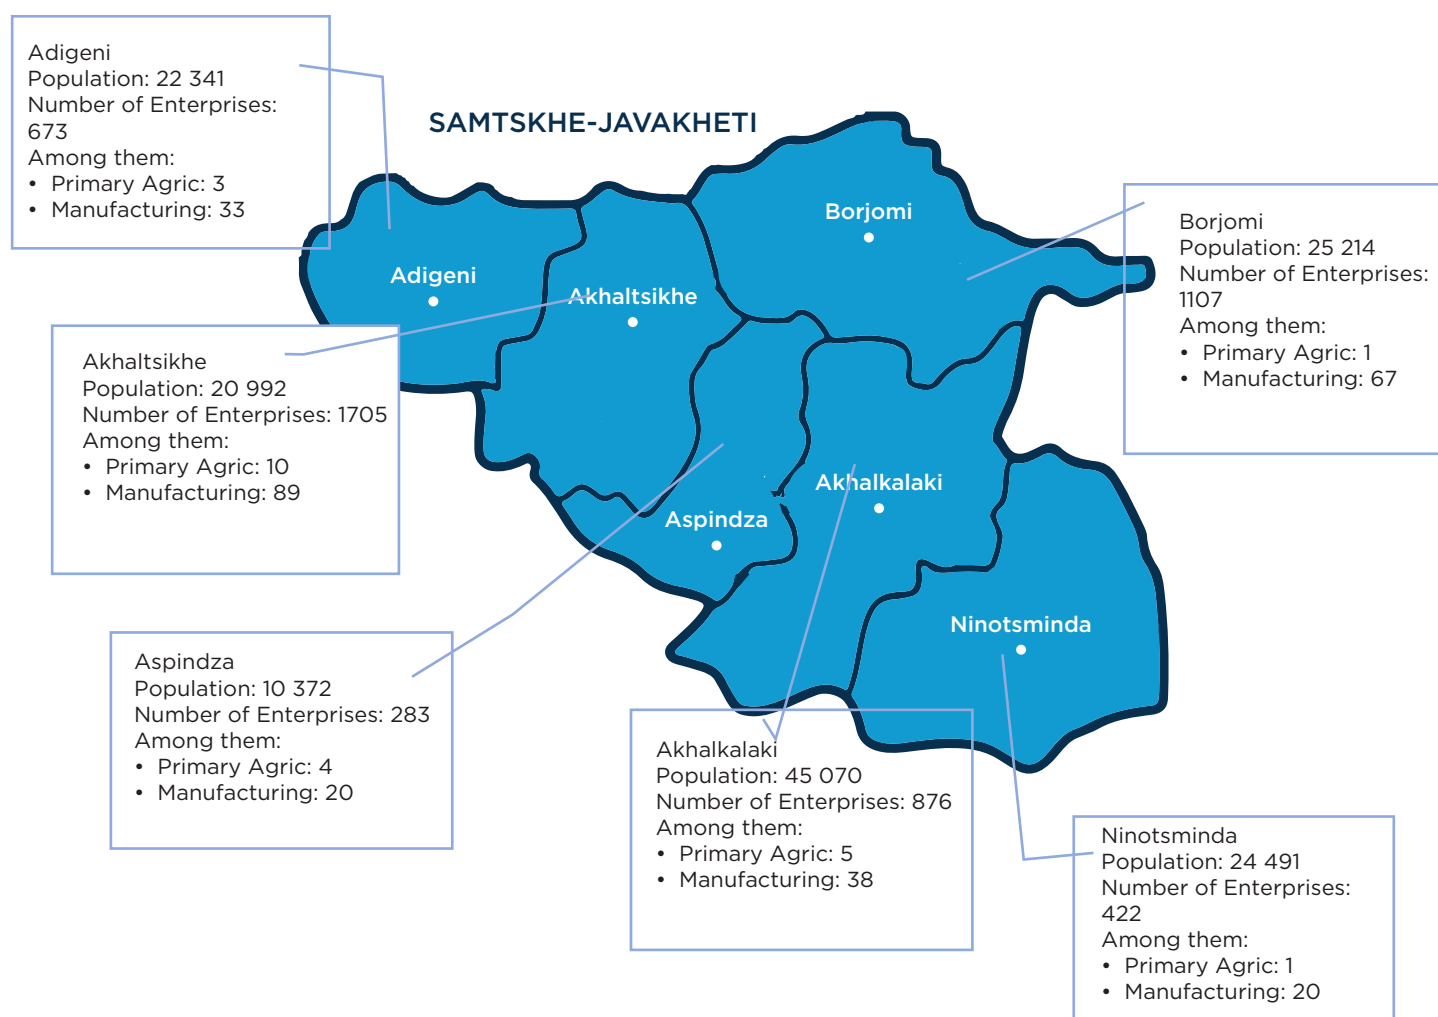 Adigeni
Population: 22 341
Number of Enterprises:
673
Among them:
• Primary Agric: 3
• Manufacturing: 33
SAMTSKHE-JAVAKHETI
Borjomi
Adigeni
Akhaltsikhe
Akhalkalaki
Aspindza
Ninotsminda
Borjomi
Population: 25 214
Number of Enterprises:
1107
Among them:
• Primary Agric: 1
• Manufacturing: 67
Akhaltsikhe
Population: 20 992
Number of Enterprises: 1705
Among them:
• Primary Agric: 10
• Manufacturing: 89
Aspindza
Population: 10 372
Number of Enterprises: 283
Among them:
• Primary Agric: 4
• Manufacturing: 20
Akhalkalaki
Population: 45 070
Number of Enterprises: 876
Among them:
• Primary Agric: 5
• Manufacturing: 38
Ninotsminda
Population: 24 491
Number of Enterprises:
422
Among them:
• Primary Agric: 1
• Manufacturing: 20